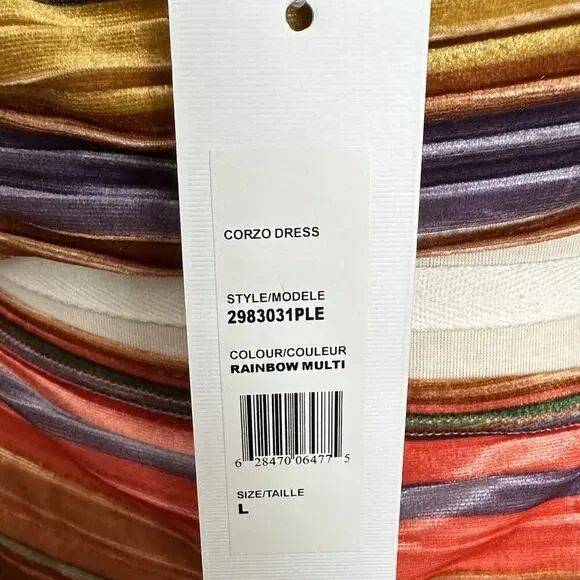 CORZO DRESS
STYLE/MODELE
2983031PLE
COLOUR/COULEUR
RAINBOW MULTI
6 28470 06477 5
SIZE/TAILLE
L